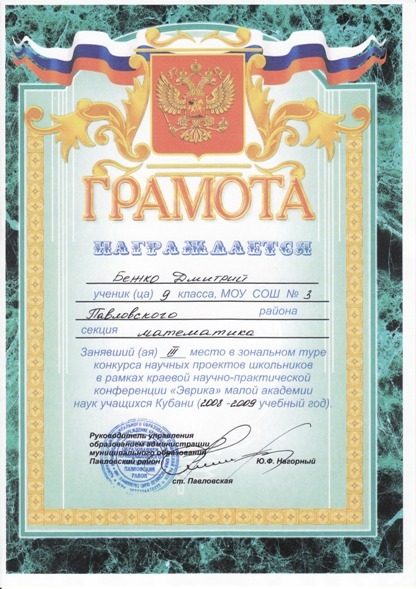 ГРАМОТА
НАГРАЖДАЕТСЯ
Бежко Дмитрий
ученик (ца) 9 класса, МОУ СОШ № 3
Павловского района
секция математика
Занявший (ая) III место в зональном туре
конкурса научных проектов школьников
в рамках краевой научно-практической
конференции «Эврика» малой академии
наук учащихся Кубани (2008-2009 учебный год).
Руководитель управления
образованием администрации
муниципального образования
Павловский район
Ю.Ф. Нагорный
ст. Павловская